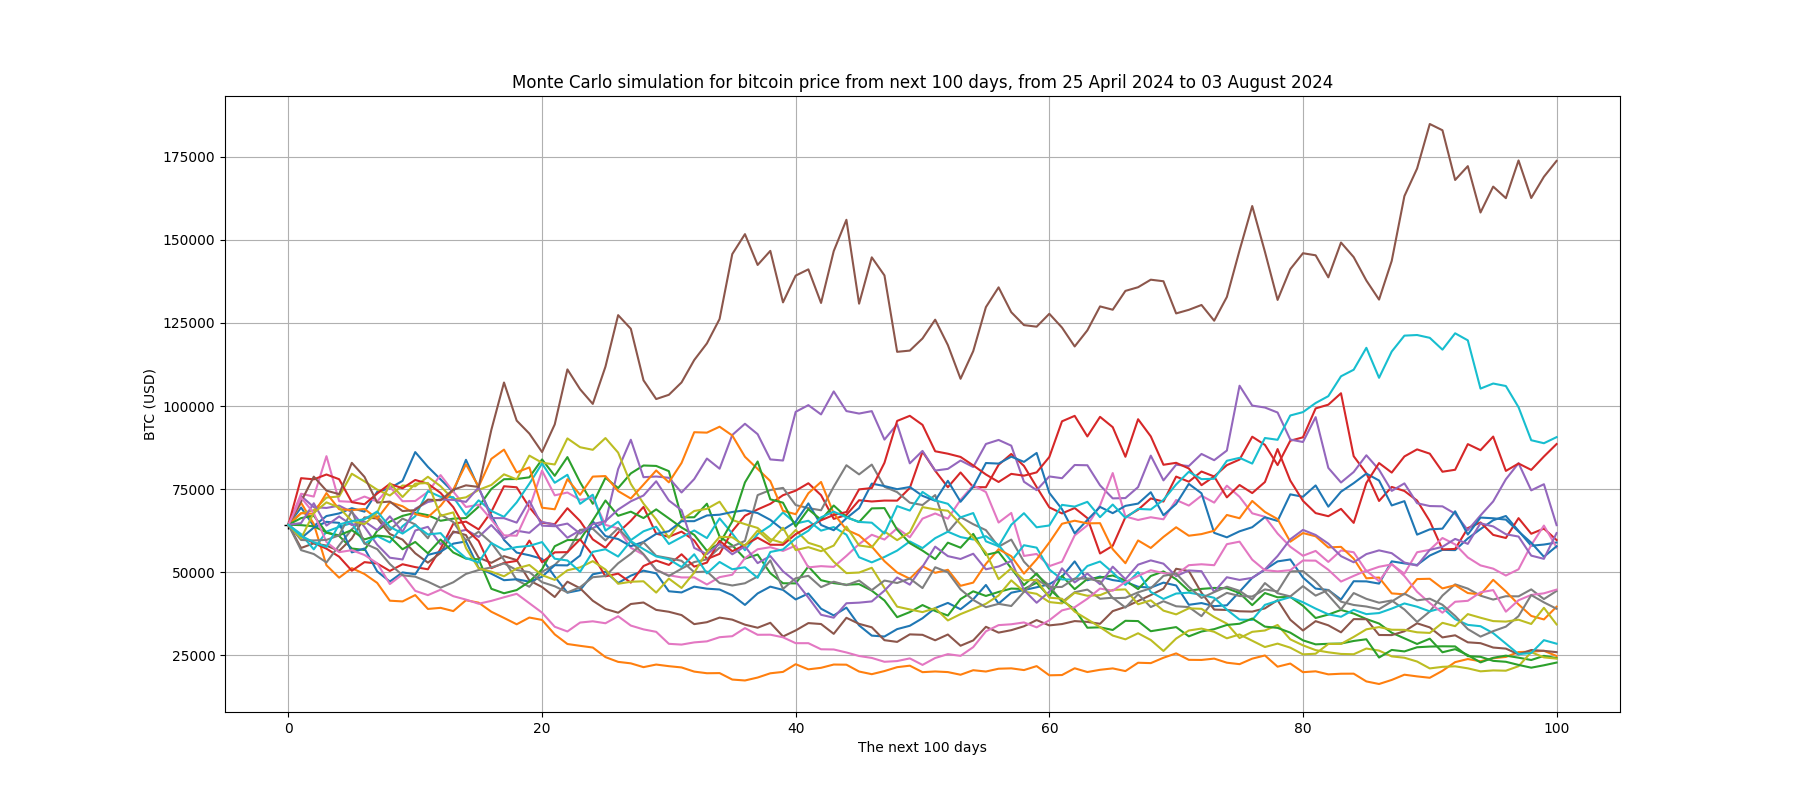 Monte Carlo simulation for bitcoin price from next 100 days, from 25 April 2024 to 03 August 2024
175000
150000
125000
100000
75000
50000
25000
BTC (USD)
0 20 40 60 80 100
The next 100 days